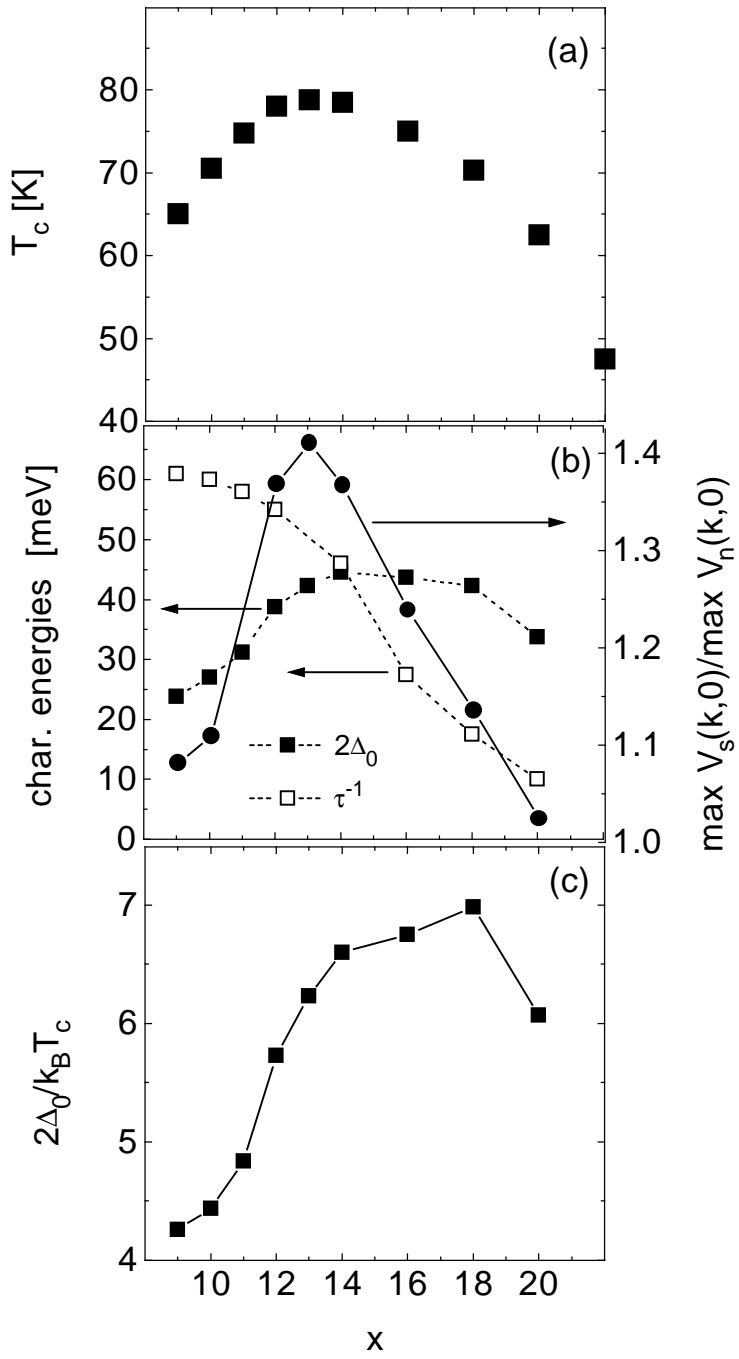 (a)
80
70
60
50
40
T_c [K]
(b)
60
50
40
30
20
10
0
char. energies [meV]
1.4
1.3
1.2
1.1
1.0
max V_s(k,0)/max V_n(k,0)
2Δ_0
τ^-1
(c)
7
6
5
4
2Δ_0/k_BT_c
10 12 14 16 18 20
x